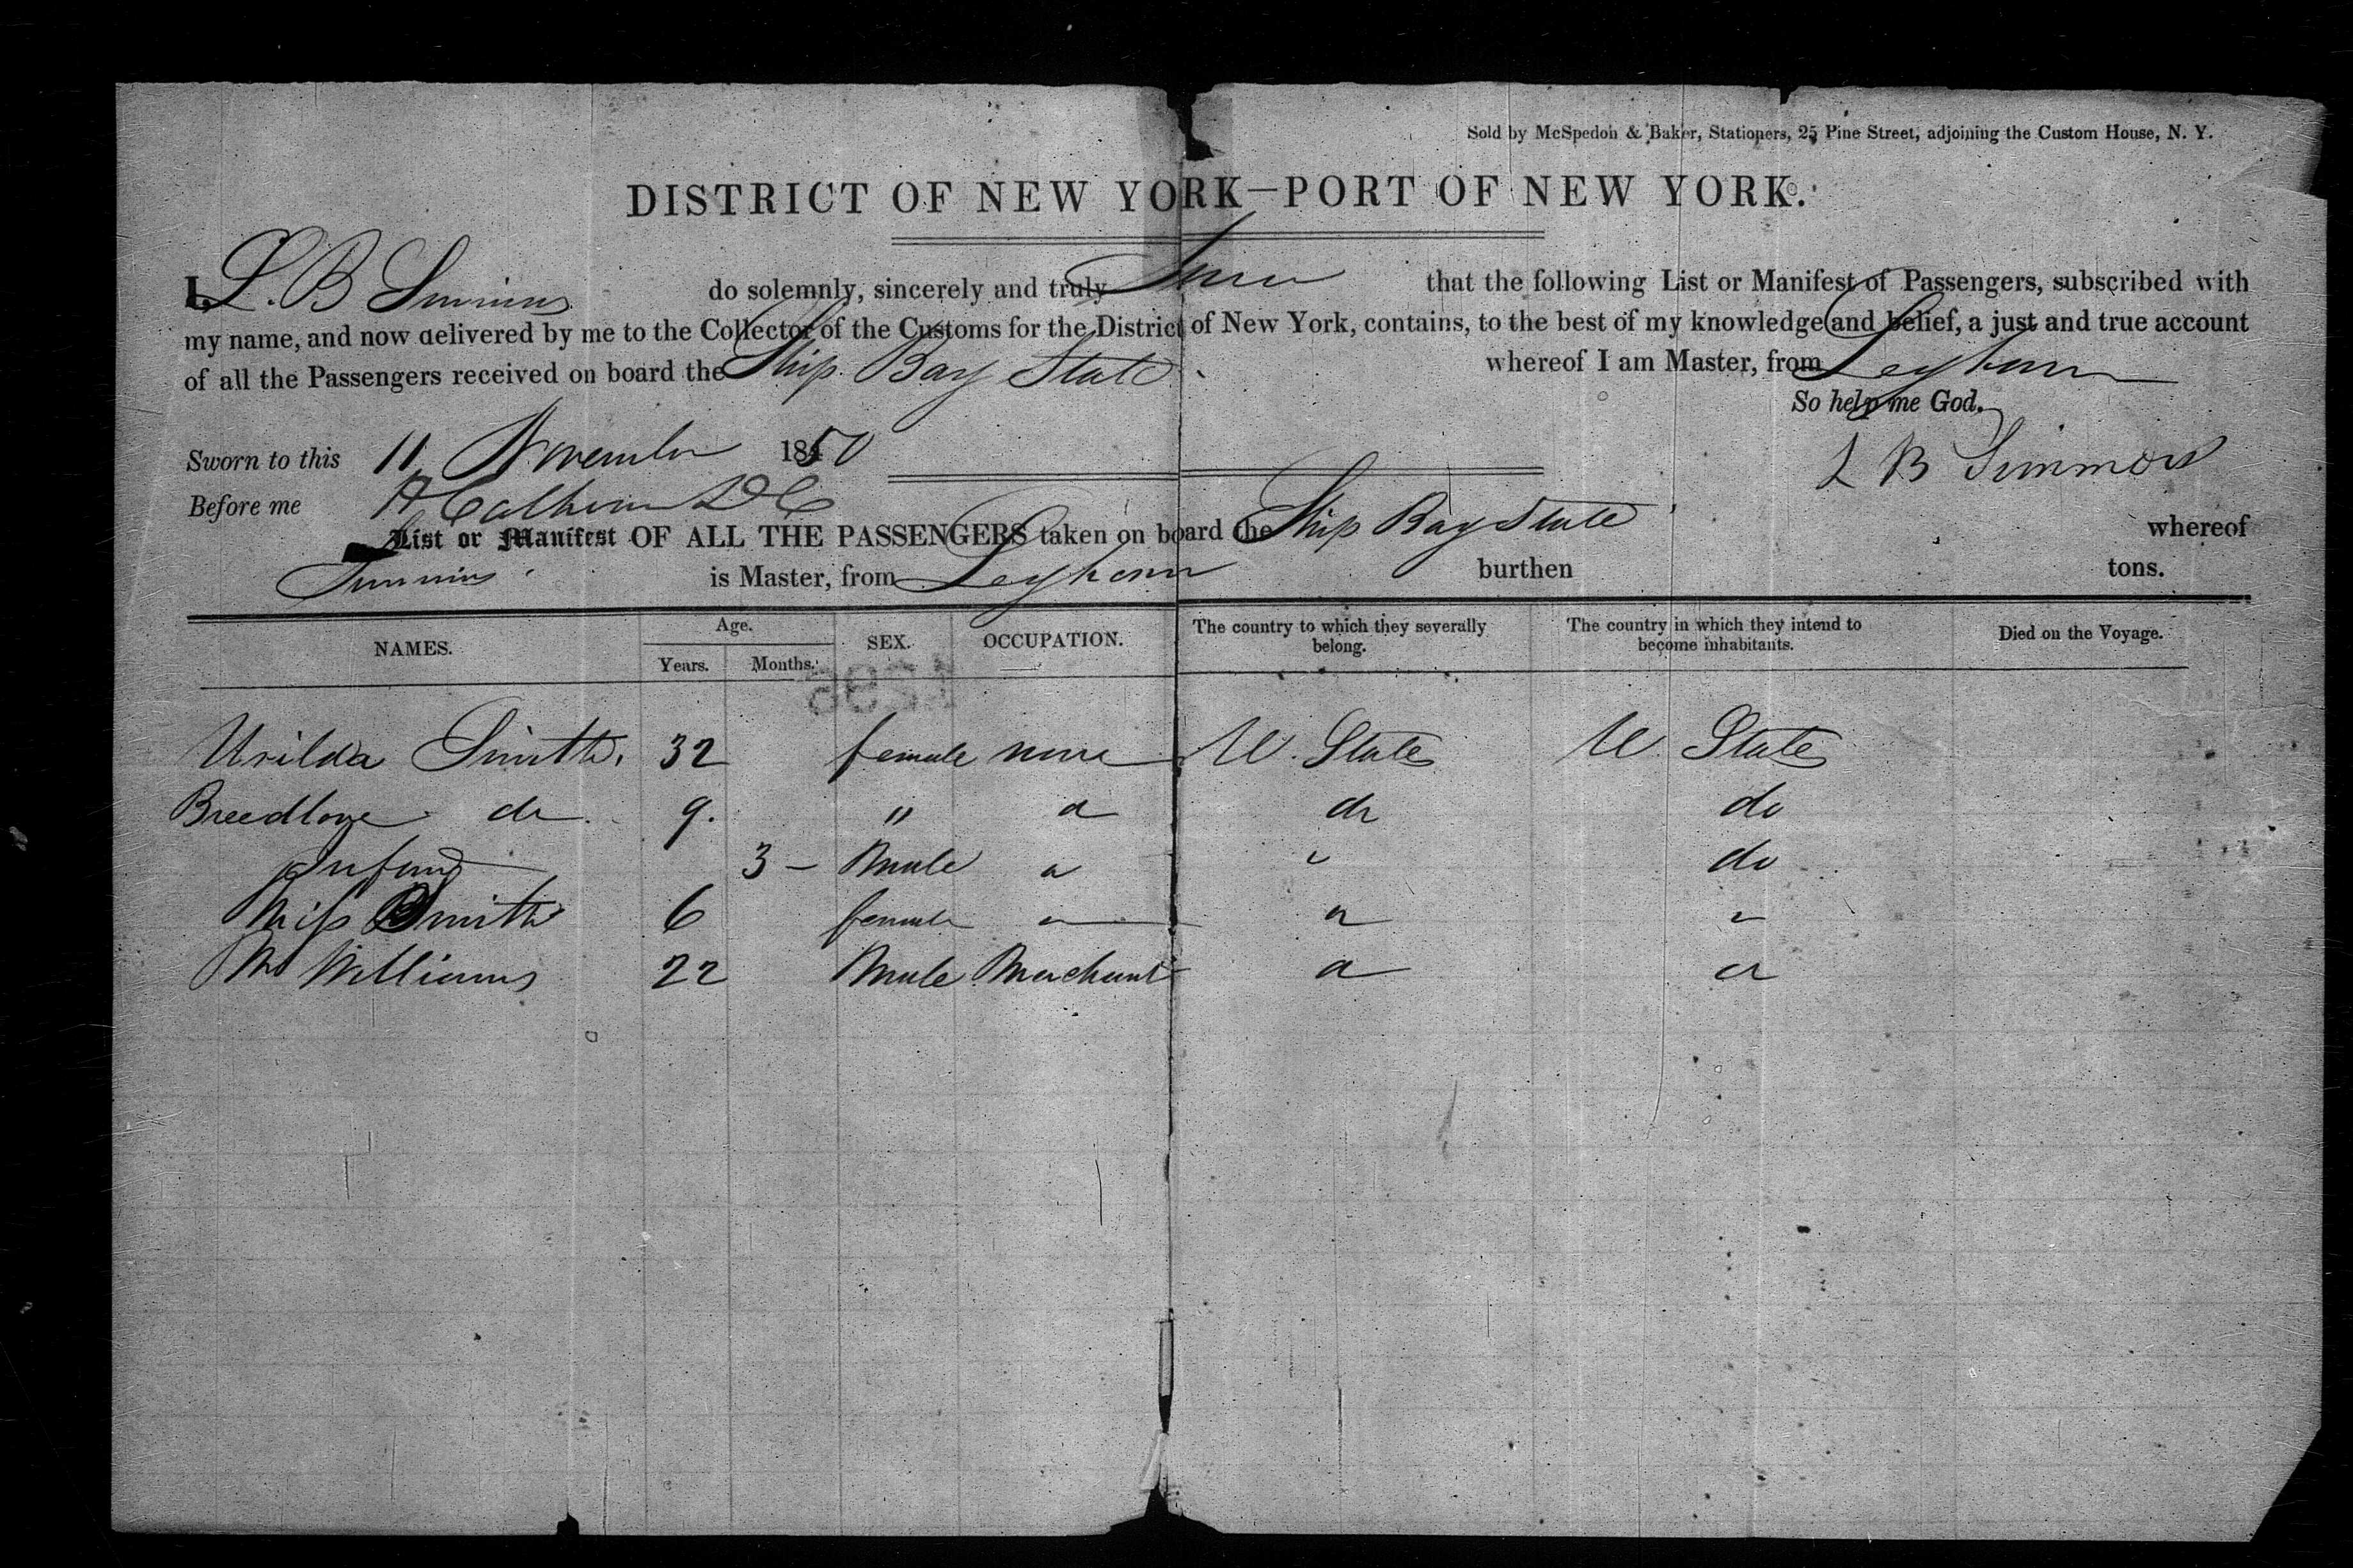 Sold by McSpedon & Baker, Stationers, 25 Pine Street, adjoining the Custom House, N. Y.
DISTRICT OF NEW YORK—PORT OF NEW YORK.
I, L. B Simmons do solemnly, sincerely and truly Swear that the following List or Manifest of Passengers, subscribed with
my name, and now delivered by me to the Collector of the Customs for the District of New York, contains, to the best of my knowledge and belief, a just and true account
of all the Passengers received on board the Ship Bay State whereof I am Master, from Leghorn
So help me God.
Sworn to this 11 November 1850 L B Simmons
Before me Calhoun
List or Manifest OF ALL THE PASSENGERS taken on board the Ship Bay State whereof
Simmons is Master, from Leghorn burthen tons.
NAMES. Age. Years. Months. SEX. OCCUPATION. The country to which they severally belong. The country in which they intend to become inhabitants. Died on the Voyage.
Urilda Smith. 32 female none U. States U States
Breedlove do 9. " do do
Infant 3 - Male do
Miss Smith 6 female
Mr Williams 22 Male Merchant